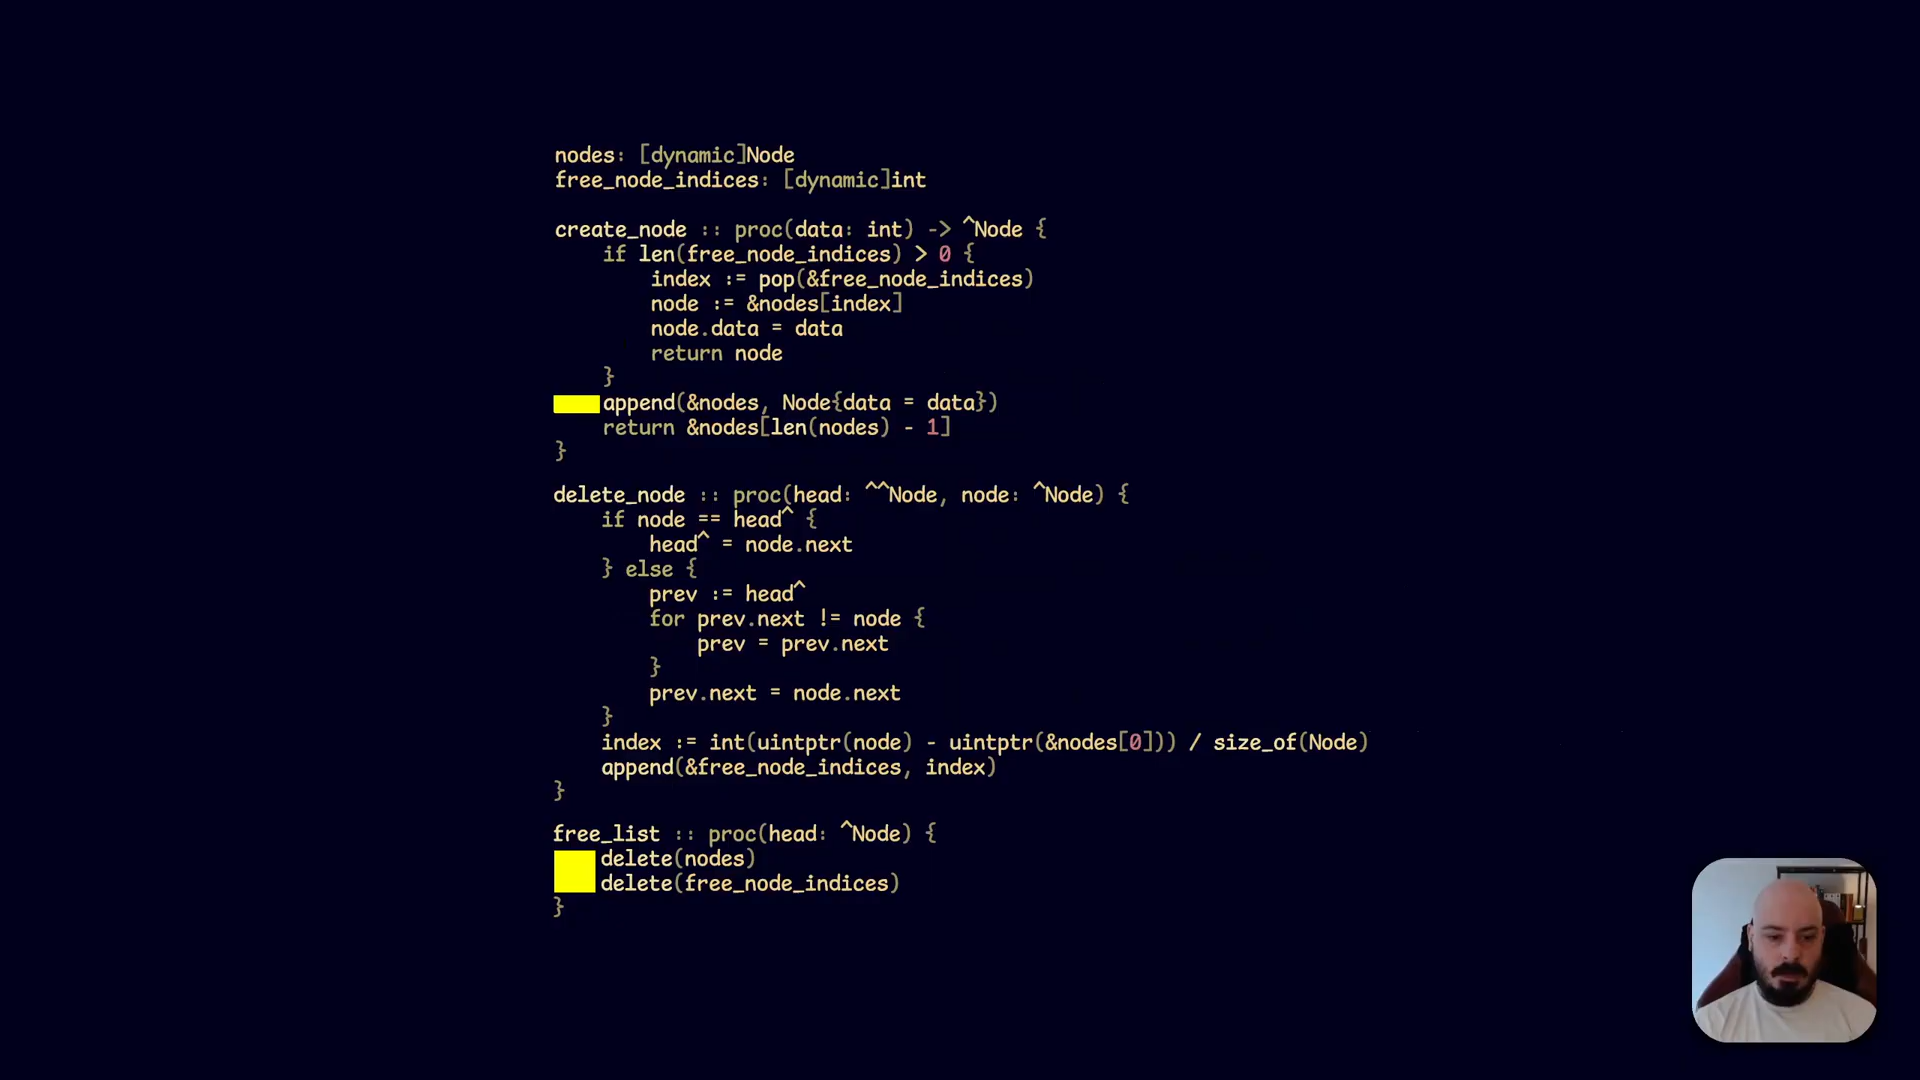 nodes: [dynamic]Node
free_node_indices: [dynamic]int
create_node :: proc(data: int) -> ^Node {
if len(free_node_indices) > 0 {
index := pop(&free_node_indices)
node := &nodes[index]
node.data = data
return node
}
append(&nodes, Node{data = data})
return &nodes[len(nodes) - 1]
}
delete_node :: proc(head: ^^Node, node: ^Node) {
if node == head^ {
head^ = node.next
} else {
prev := head^
for prev.next != node {
prev = prev.next
}
prev.next = node.next
}
index := int(uintptr(node) - uintptr(&nodes[0])) / size_of(Node)
append(&free_node_indices, index)
}
free_list :: proc(head: ^Node) {
delete(nodes)
delete(free_node_indices)
}